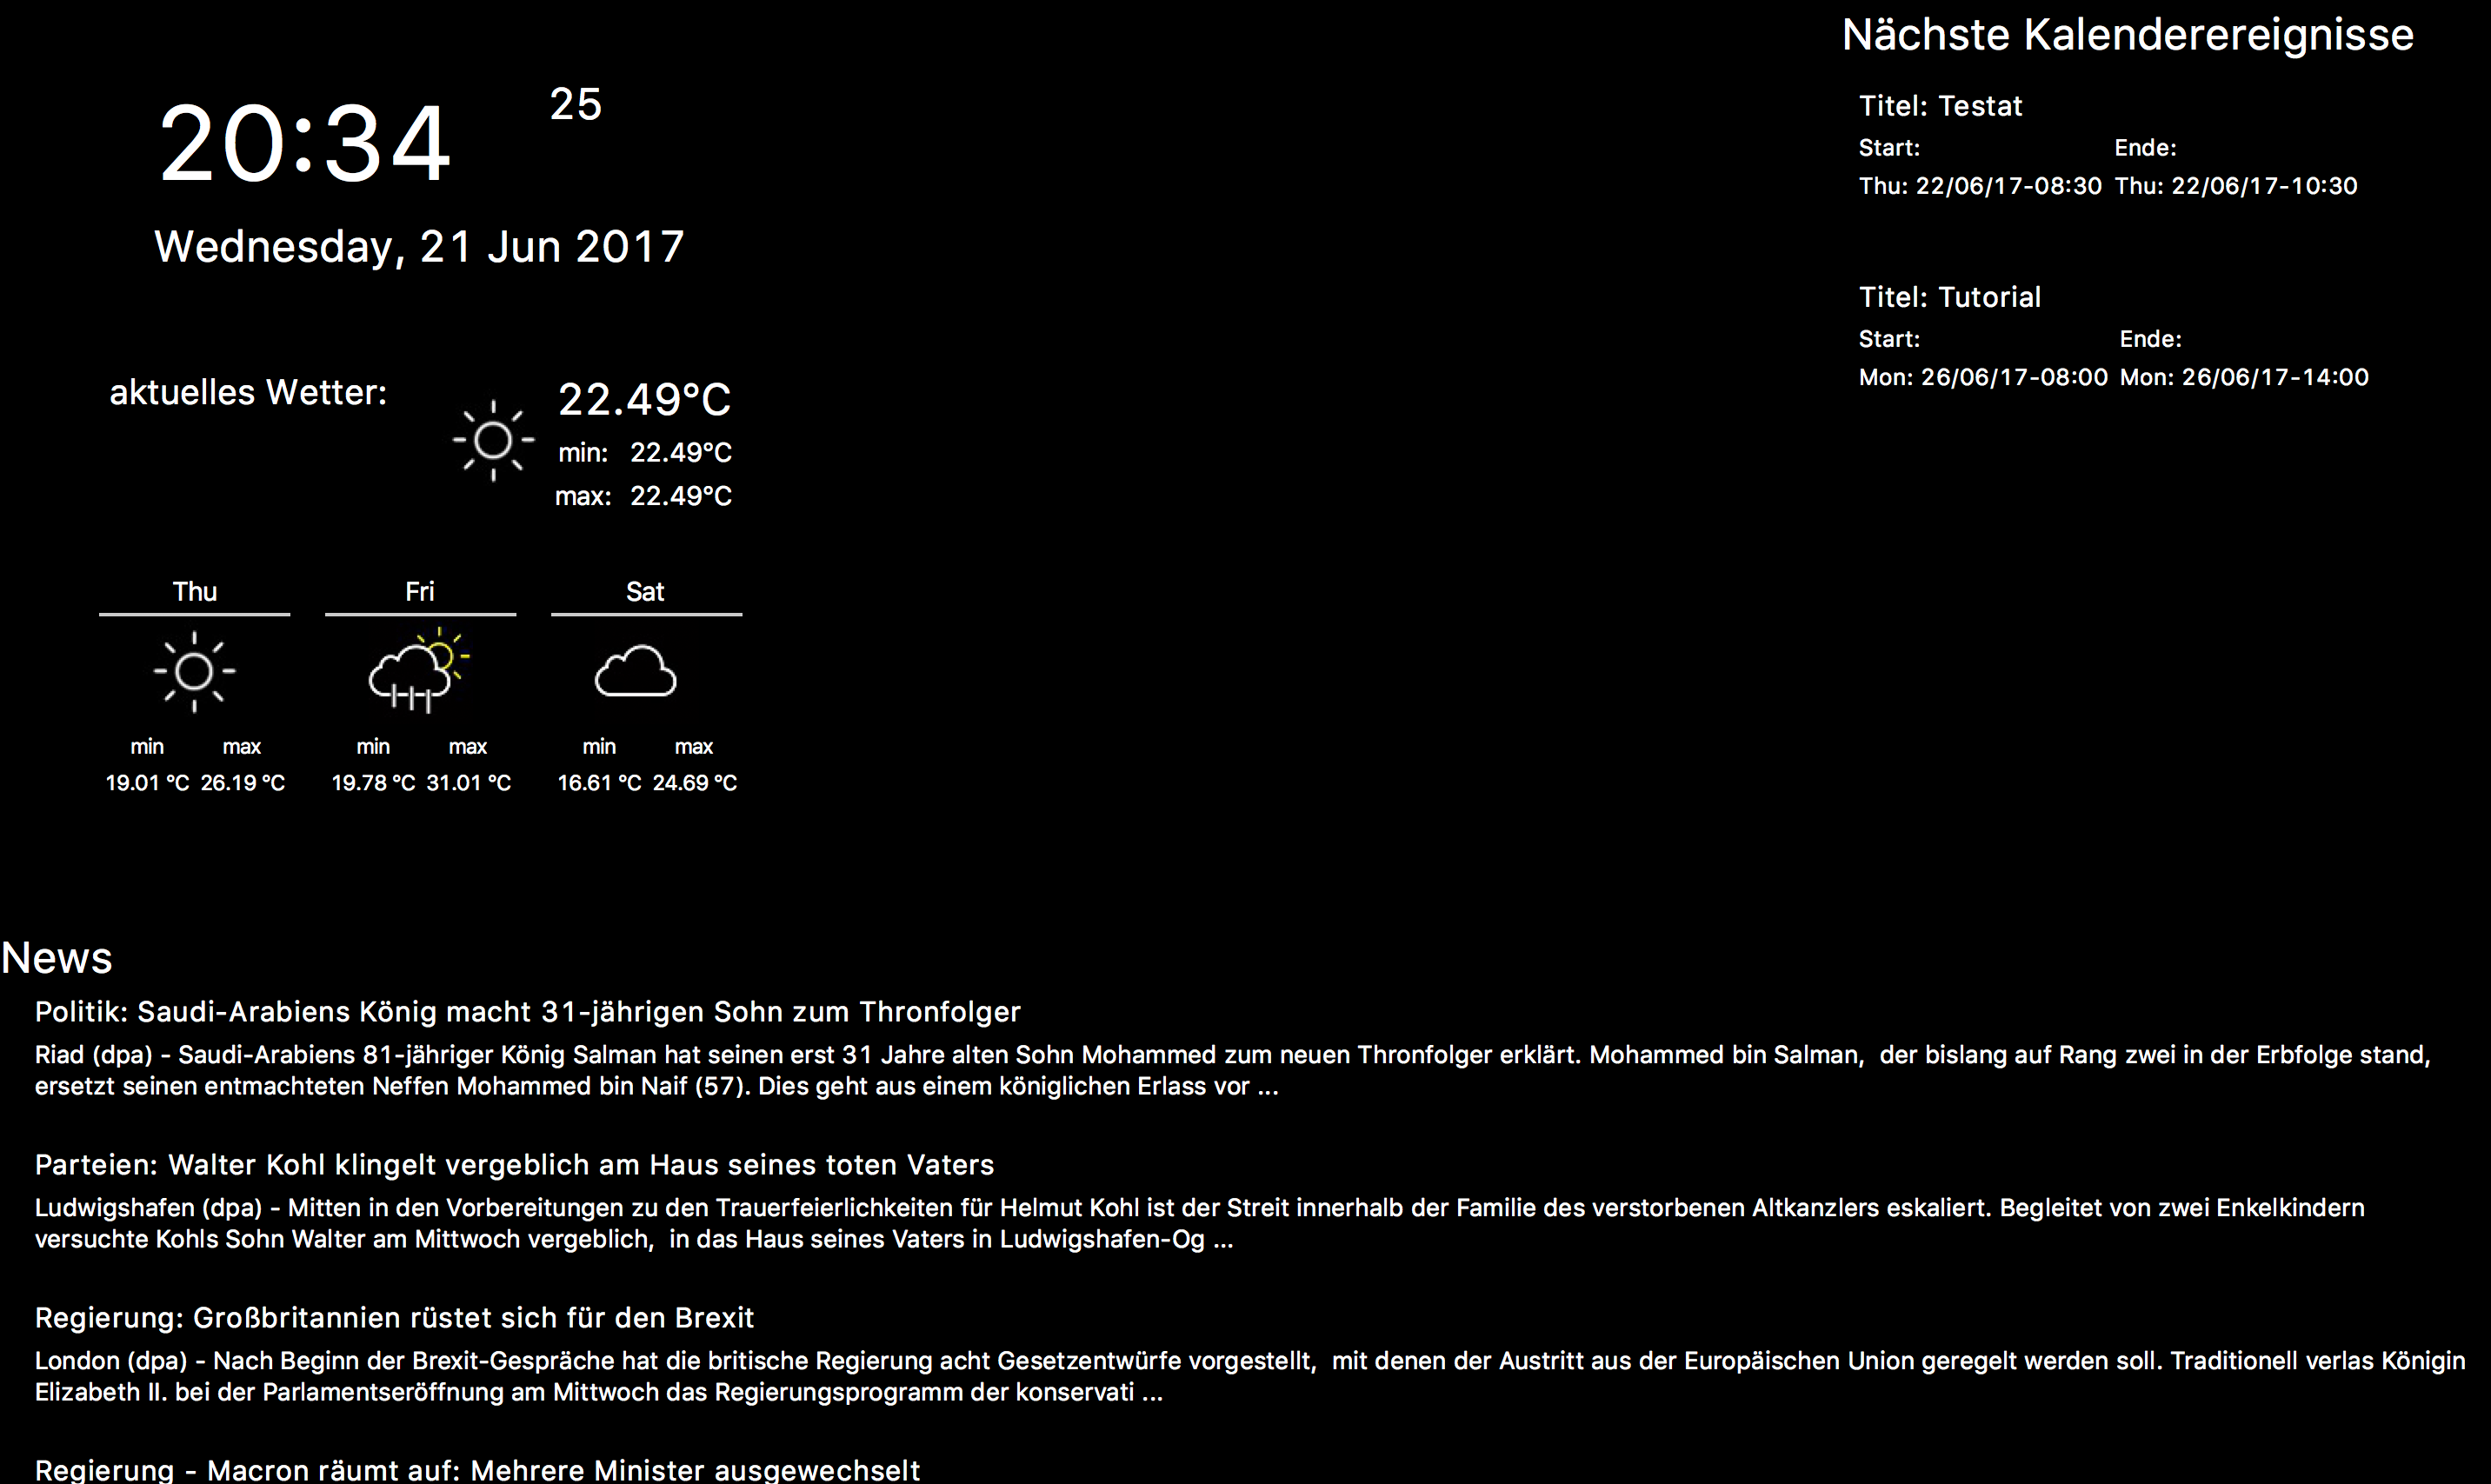 20:34
25
Wednesday, 21 Jun 2017
aktuelles Wetter:
22.49°C
min: 22.49°C
max: 22.49°C
Thu Fri Sat
min max min max min max
19.01 °C 26.19 °C 19.78 °C 31.01 °C 16.61 °C 24.69 °C
Nächste Kalenderereignisse
Titel: Testat
Start: Ende:
Thu: 22/06/17-08:30 Thu: 22/06/17-10:30
Titel: Tutorial
Start: Ende:
Mon: 26/06/17-08:00 Mon: 26/06/17-14:00
News
Politik: Saudi-Arabiens König macht 31-jährigen Sohn zum Thronfolger
Riad (dpa) - Saudi-Arabiens 81-jähriger König Salman hat seinen erst 31 Jahre alten Sohn Mohammed zum neuen Thronfolger erklärt. Mohammed bin Salman, der bislang auf Rang zwei in der Erbfolge stand,
ersetzt seinen entmachteten Neffen Mohammed bin Naif (57). Dies geht aus einem königlichen Erlass vor ...
Parteien: Walter Kohl klingelt vergeblich am Haus seines toten Vaters
Ludwigshafen (dpa) - Mitten in den Vorbereitungen zu den Trauerfeierlichkeiten für Helmut Kohl ist der Streit innerhalb der Familie des verstorbenen Altkanzlers eskaliert. Begleitet von zwei Enkelkindern
versuchte Kohls Sohn Walter am Mittwoch vergeblich, in das Haus seines Vaters in Ludwigshafen-Og ...
Regierung: Großbritannien rüstet sich für den Brexit
London (dpa) - Nach Beginn der Brexit-Gespräche hat die britische Regierung acht Gesetzentwürfe vorgestellt, mit denen der Austritt aus der Europäischen Union geregelt werden soll. Traditionell verlas Königin
Elizabeth II. bei der Parlamentseröffnung am Mittwoch das Regierungsprogramm der konservati ...
Regierung - Macron räumt auf: Mehrere Minister ausgewechselt